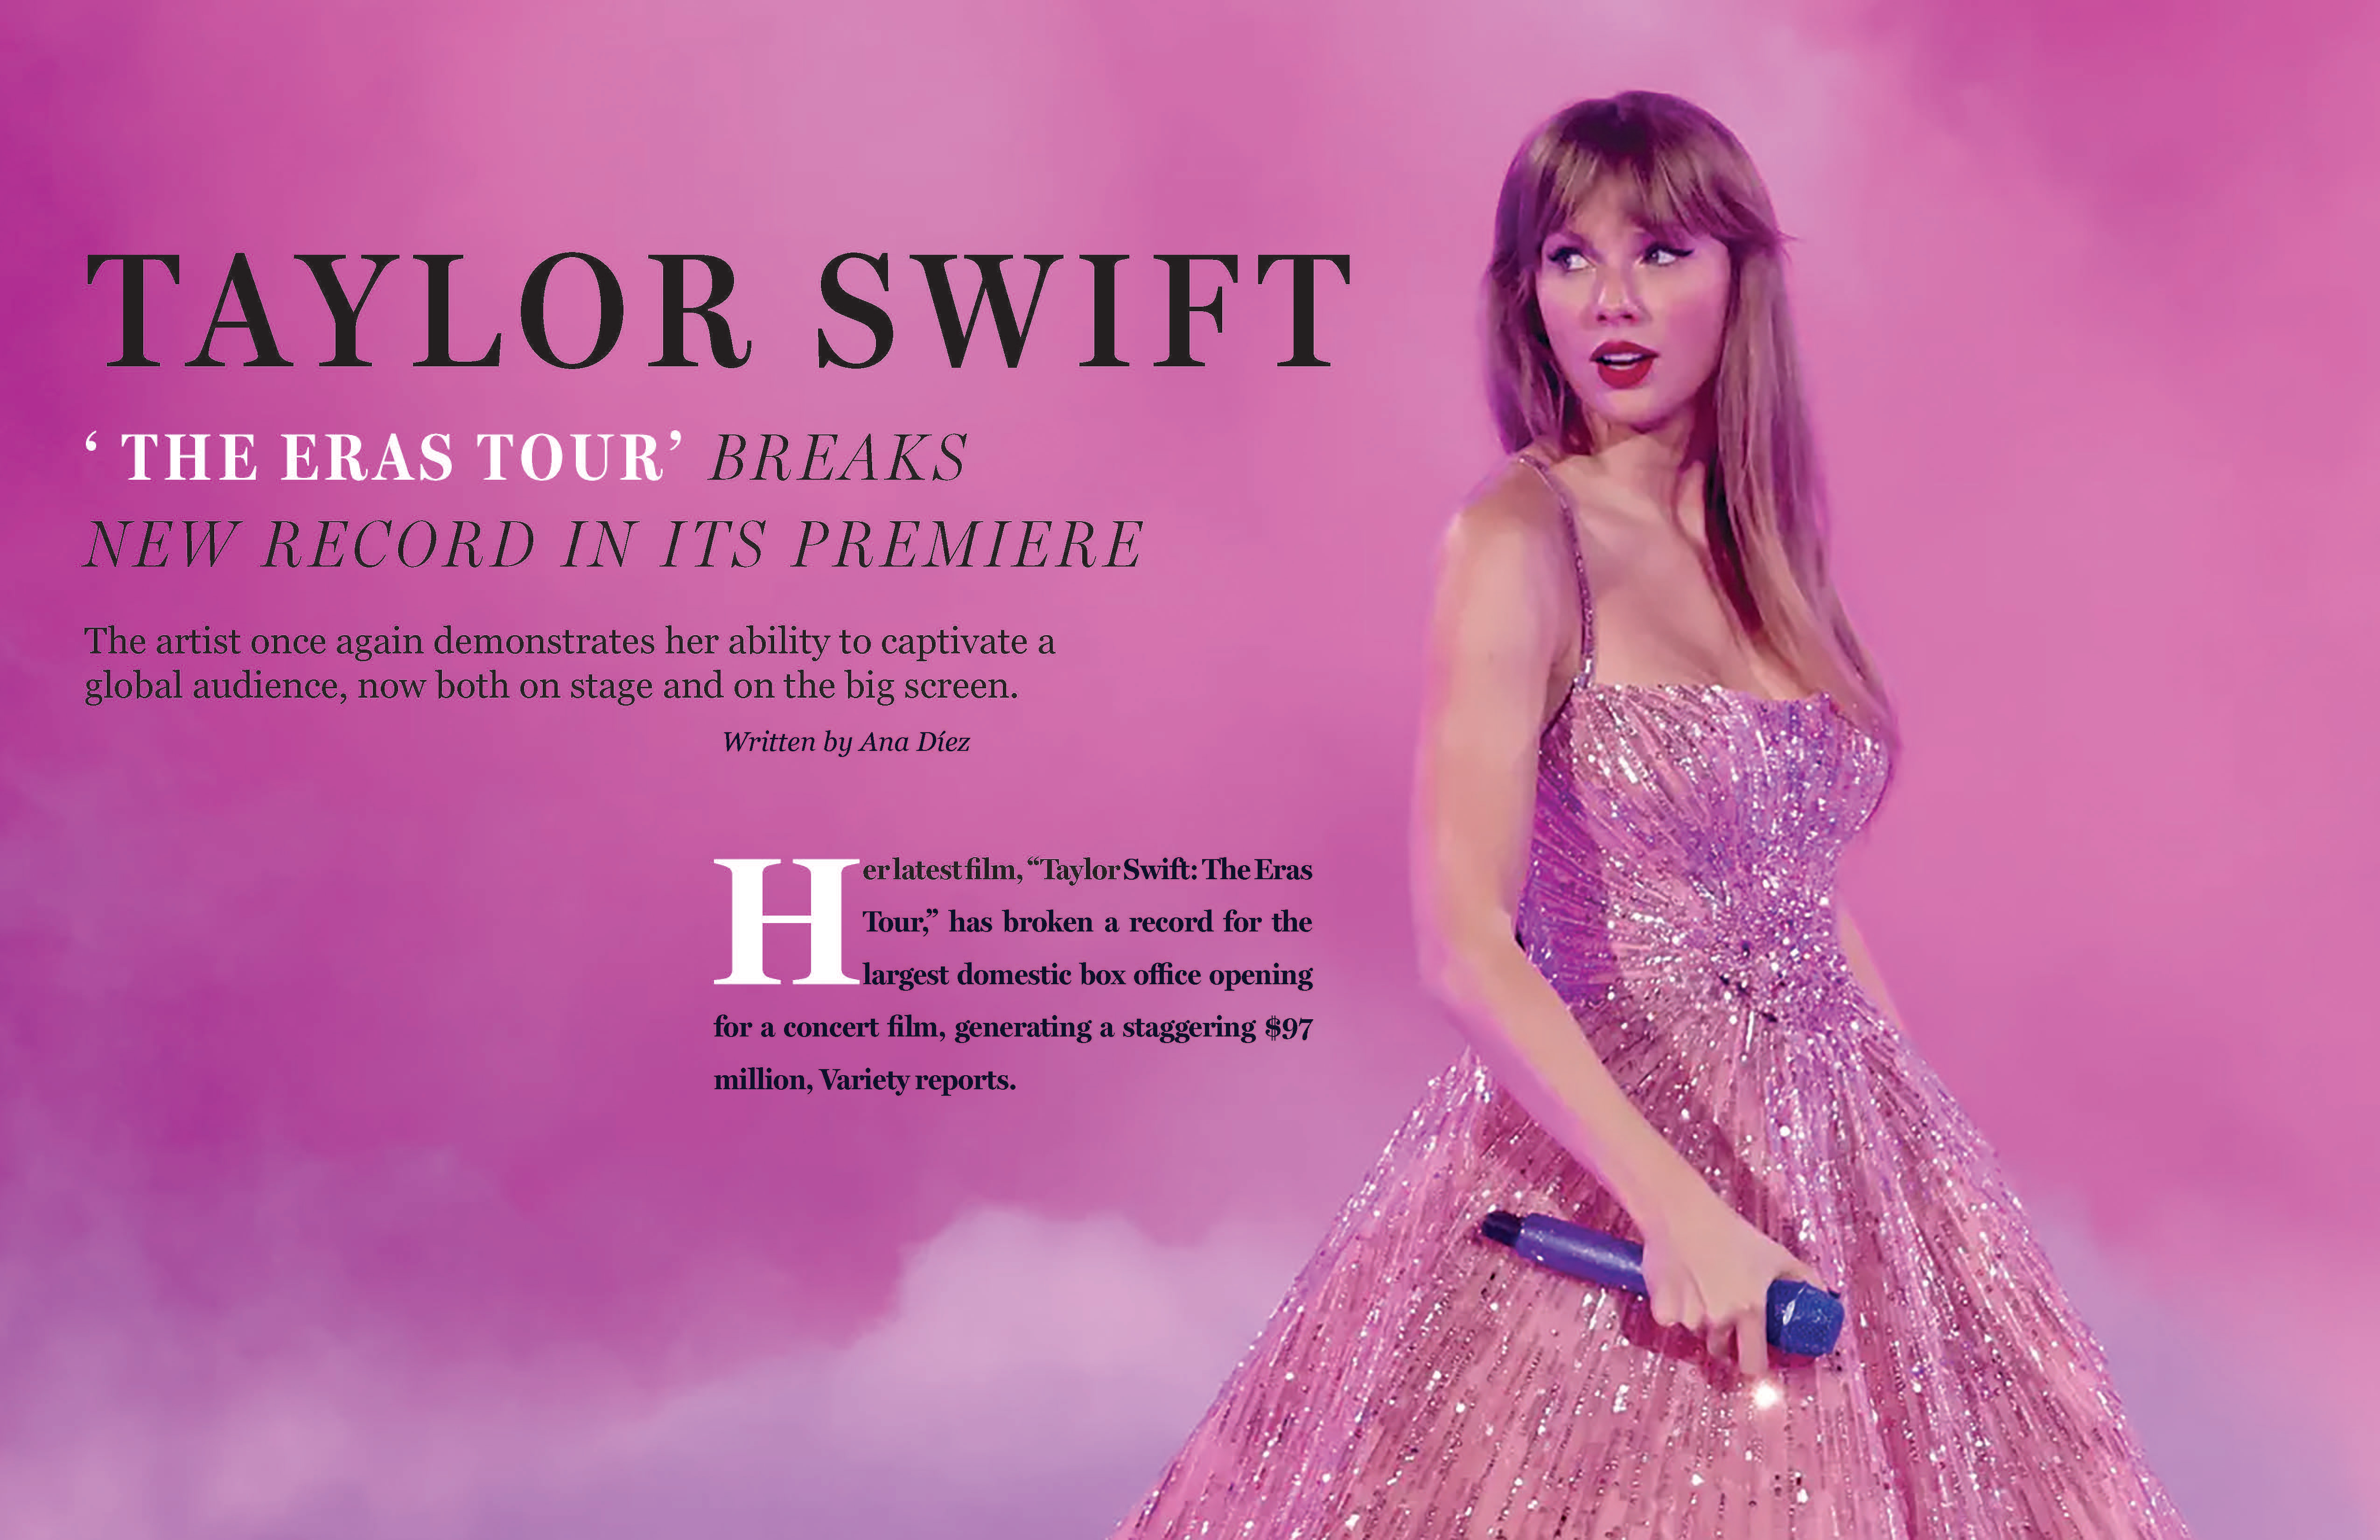 TAYLOR SWIFT
‘ THE ERAS TOUR’ BREAKS
NEW RECORD IN ITS PREMIERE
The artist once again demonstrates her ability to captivate a
global audience, now both on stage and on the big screen.
Written by Ana Díez
Her latest film, “Taylor Swift: The Eras
Tour,” has broken a record for the
largest domestic box office opening
for a concert film, generating a staggering $97
million, Variety reports.